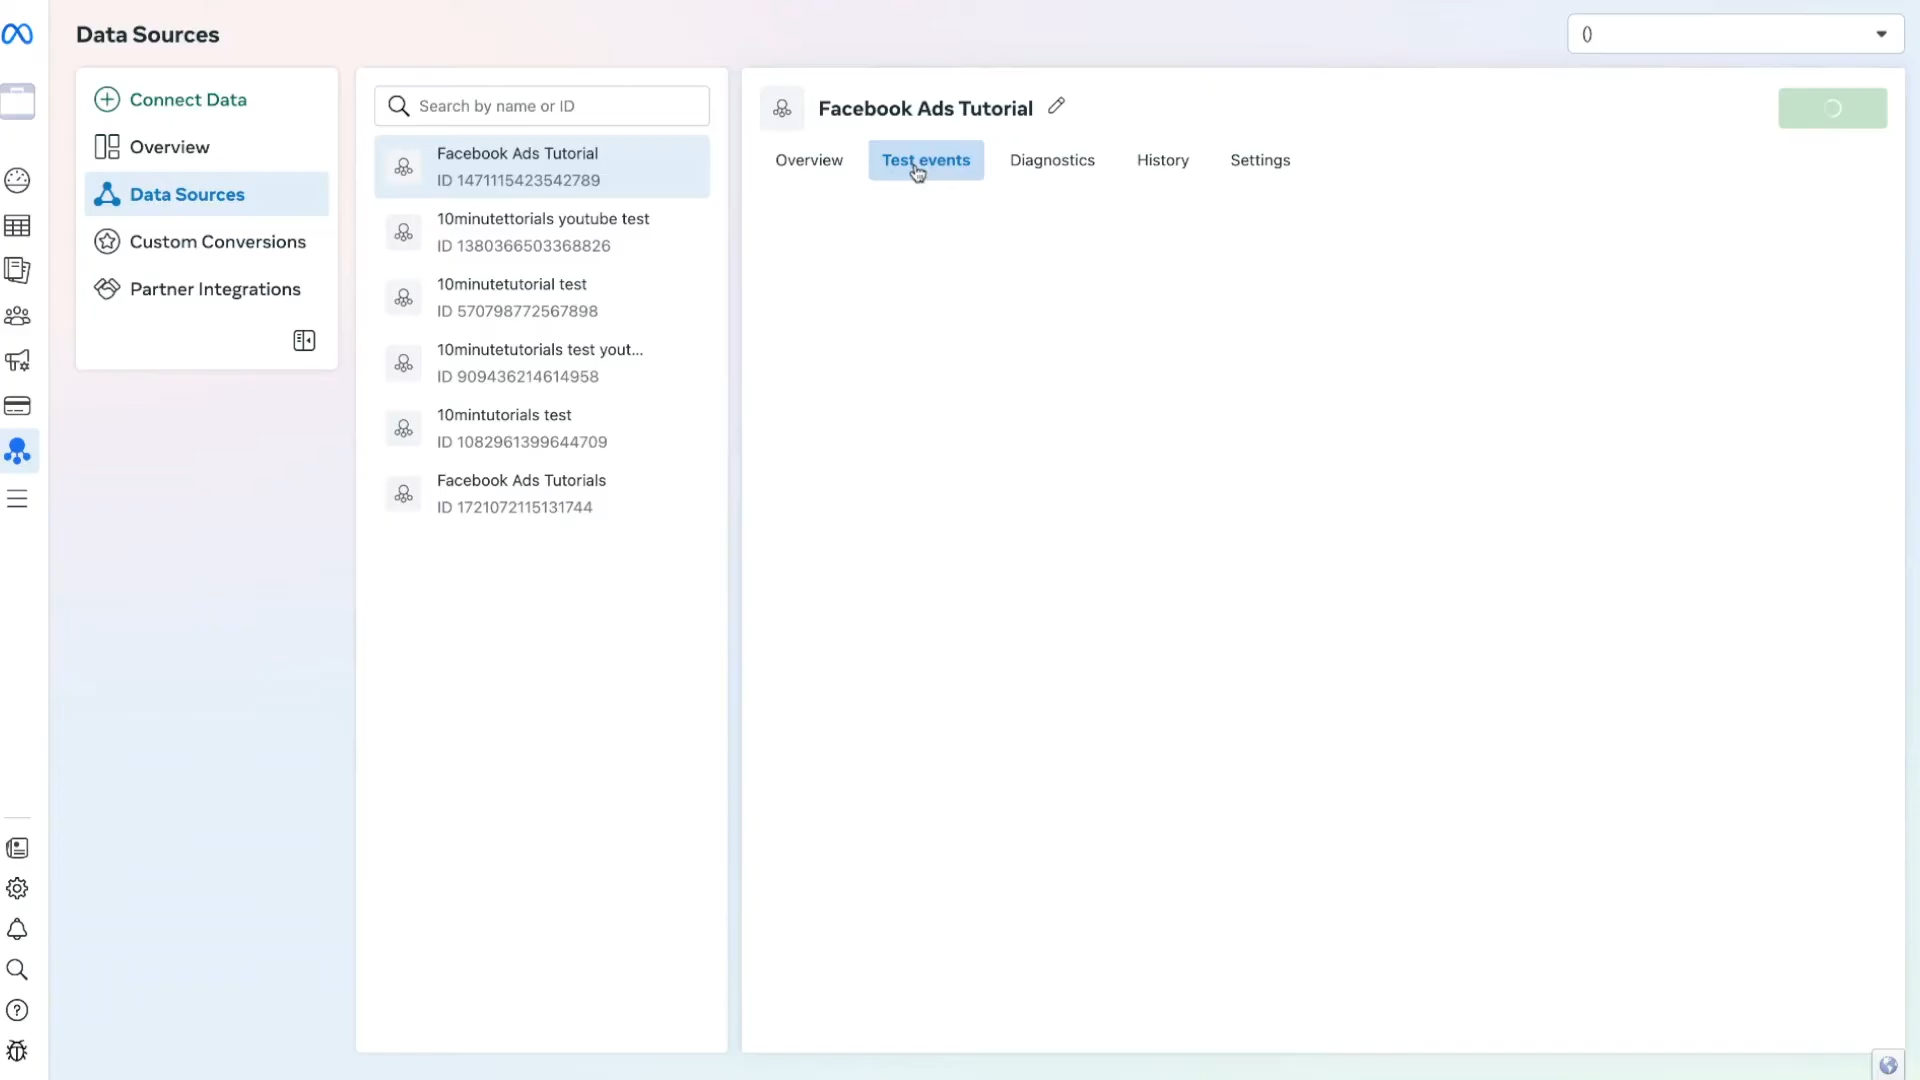 Data Sources
()
Connect Data
Overview
Data Sources
Custom Conversions
Partner Integrations
Search by name or ID
Facebook Ads Tutorial
ID 1471115423542789
10minutettorials youtube test
ID 1380366503368826
10minutetutorial test
ID 570798772567898
10minutetutorials test yout...
ID 909436214614958
10mintutorials test
ID 1082961399644709
Facebook Ads Tutorials
ID 1721072115131744
Facebook Ads Tutorial
Overview
Test events
Diagnostics
History
Settings